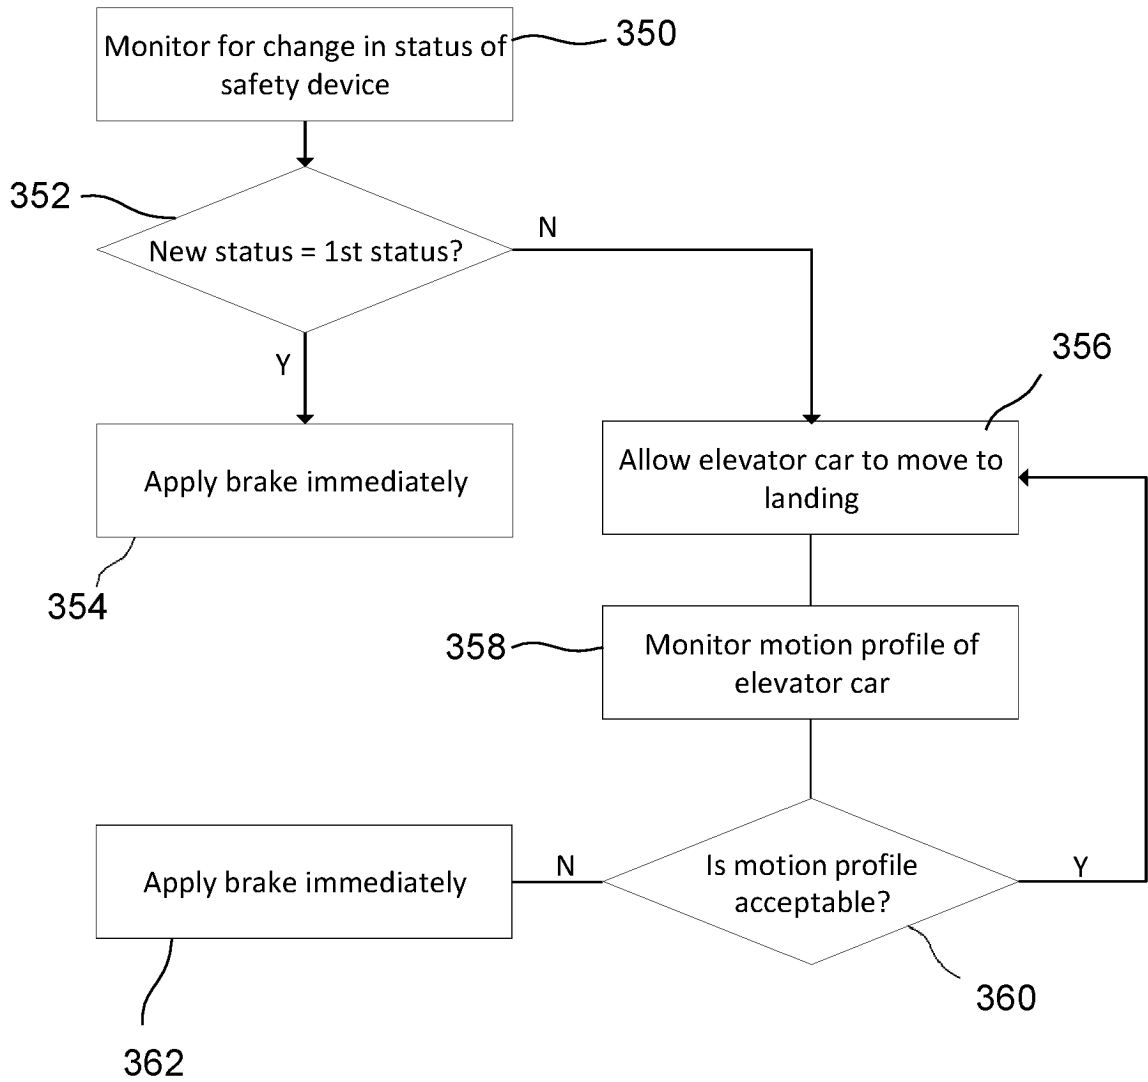 Monitor for change in status of
safety device
350
352
New status = 1st status?
N
Y
356
Apply brake immediately
354
Allow elevator car to move to
landing
358
Monitor motion profile of
elevator car
Apply brake immediately
N
Is motion profile
acceptable?
Y
360
362